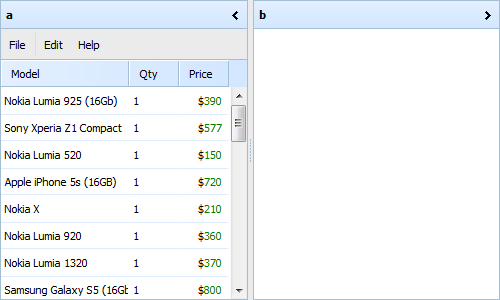 a
b
File Edit Help
Model Qty Price
Nokia Lumia 925 (16Gb) 1 $390
Sony Xperia Z1 Compact 1 $577
Nokia Lumia 520 1 $150
Apple iPhone 5s (16GB) 1 $720
Nokia X 1 $210
Nokia Lumia 920 1 $360
Nokia Lumia 1320 1 $370
Samsung Galaxy S5 (16Gb 1 $800